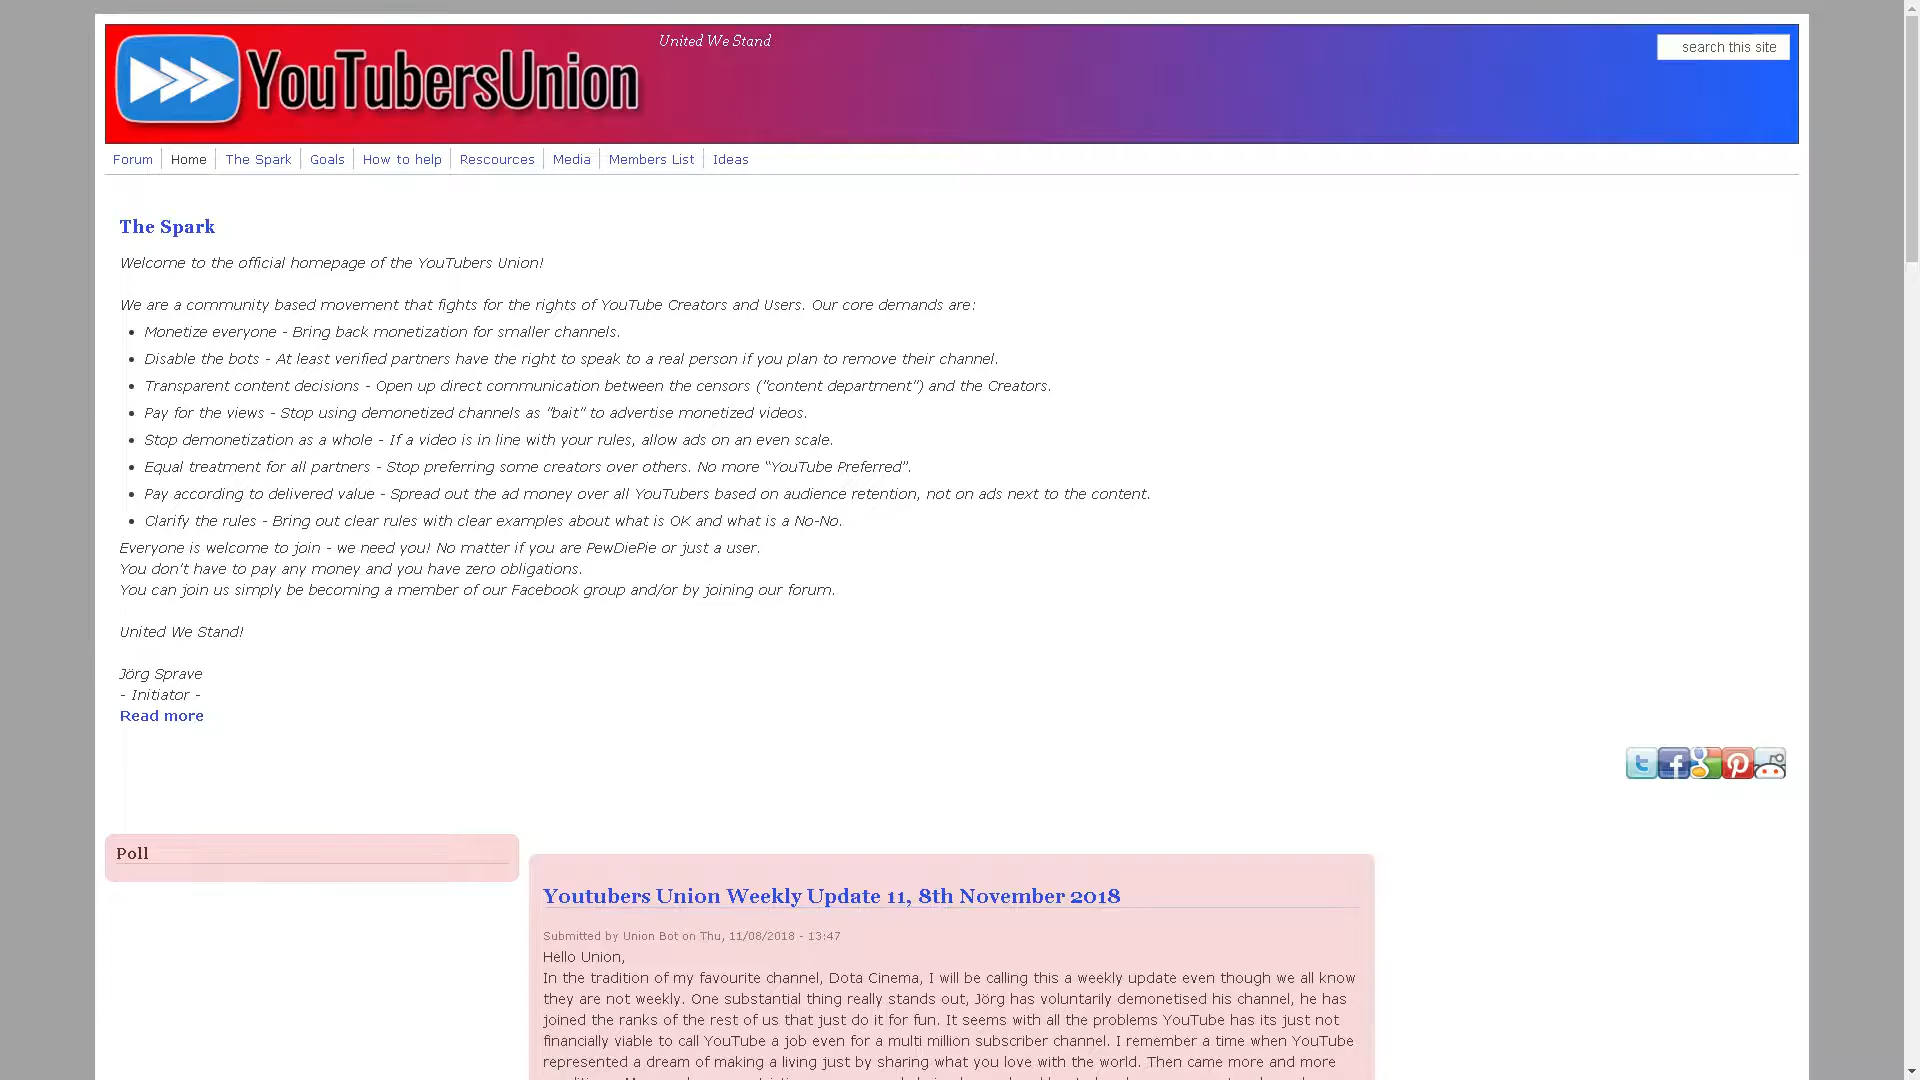 YouTubersUnion
United We Stand
search this site
Forum Home The Spark Goals How to help Rescources Media Members List Ideas
The Spark
Welcome to the official homepage of the YouTubers Union!
We are a community based movement that fights for the rights of YouTube Creators and Users. Our core demands are:
• Monetize everyone - Bring back monetization for smaller channels.
• Disable the bots - At least verified partners have the right to speak to a real person if you plan to remove their channel.
• Transparent content decisions - Open up direct communication between the censors ("content department") and the Creators.
• Pay for the views - Stop using demonetized channels as "bait" to advertise monetized videos.
• Stop demonetization as a whole - If a video is in line with your rules, allow ads on an even scale.
• Equal treatment for all partners - Stop preferring some creators over others. No more “YouTube Preferred”.
• Pay according to delivered value - Spread out the ad money over all YouTubers based on audience retention, not on ads next to the content.
• Clarify the rules - Bring out clear rules with clear examples about what is OK and what is a No-No.
Everyone is welcome to join - we need you! No matter if you are PewDiePie or just a user.
You don't have to pay any money and you have zero obligations.
You can join us simply be becoming a member of our Facebook group and/or by joining our forum.
United We Stand!
Jörg Sprave
- Initiator -
Read more
Poll
Youtubers Union Weekly Update 11, 8th November 2018
Submitted by Union Bot on Thu, 11/08/2018 - 13:47
Hello Union,
In the tradition of my favourite channel, Dota Cinema, I will be calling this a weekly update even though we all know
they are not weekly. One substantial thing really stands out, Jörg has voluntarily demonetised his channel, he has
joined the ranks of the rest of us that just do it for fun. It seems with all the problems YouTube has its just not
financially viable to call YouTube a job even for a multi million subscriber channel. I remember a time when YouTube
represented a dream of making a living just by sharing what you love with the world. Then came more and more